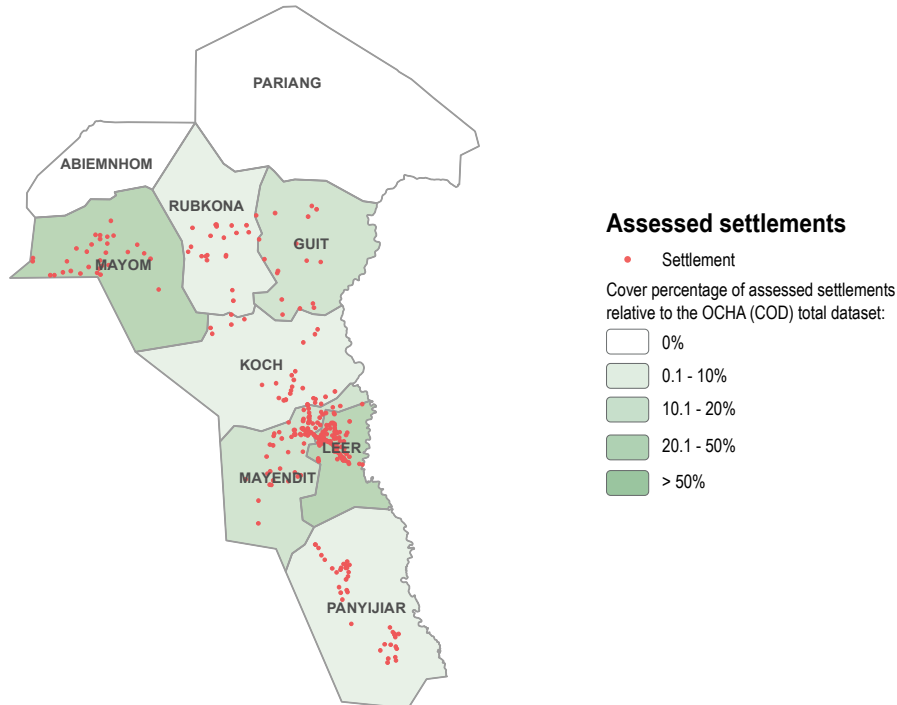 PARIANG
ABIEMNHOM
RUBKONA
GUIT
MAYOM
KOCH
LEER
MAYENDIT
PANYIJIAR
Assessed settlements
Settlement
Cover percentage of assessed settlements
relative to the OCHA (COD) total dataset:
0%
0.1 - 10%
10.1 - 20%
20.1 - 50%
> 50%